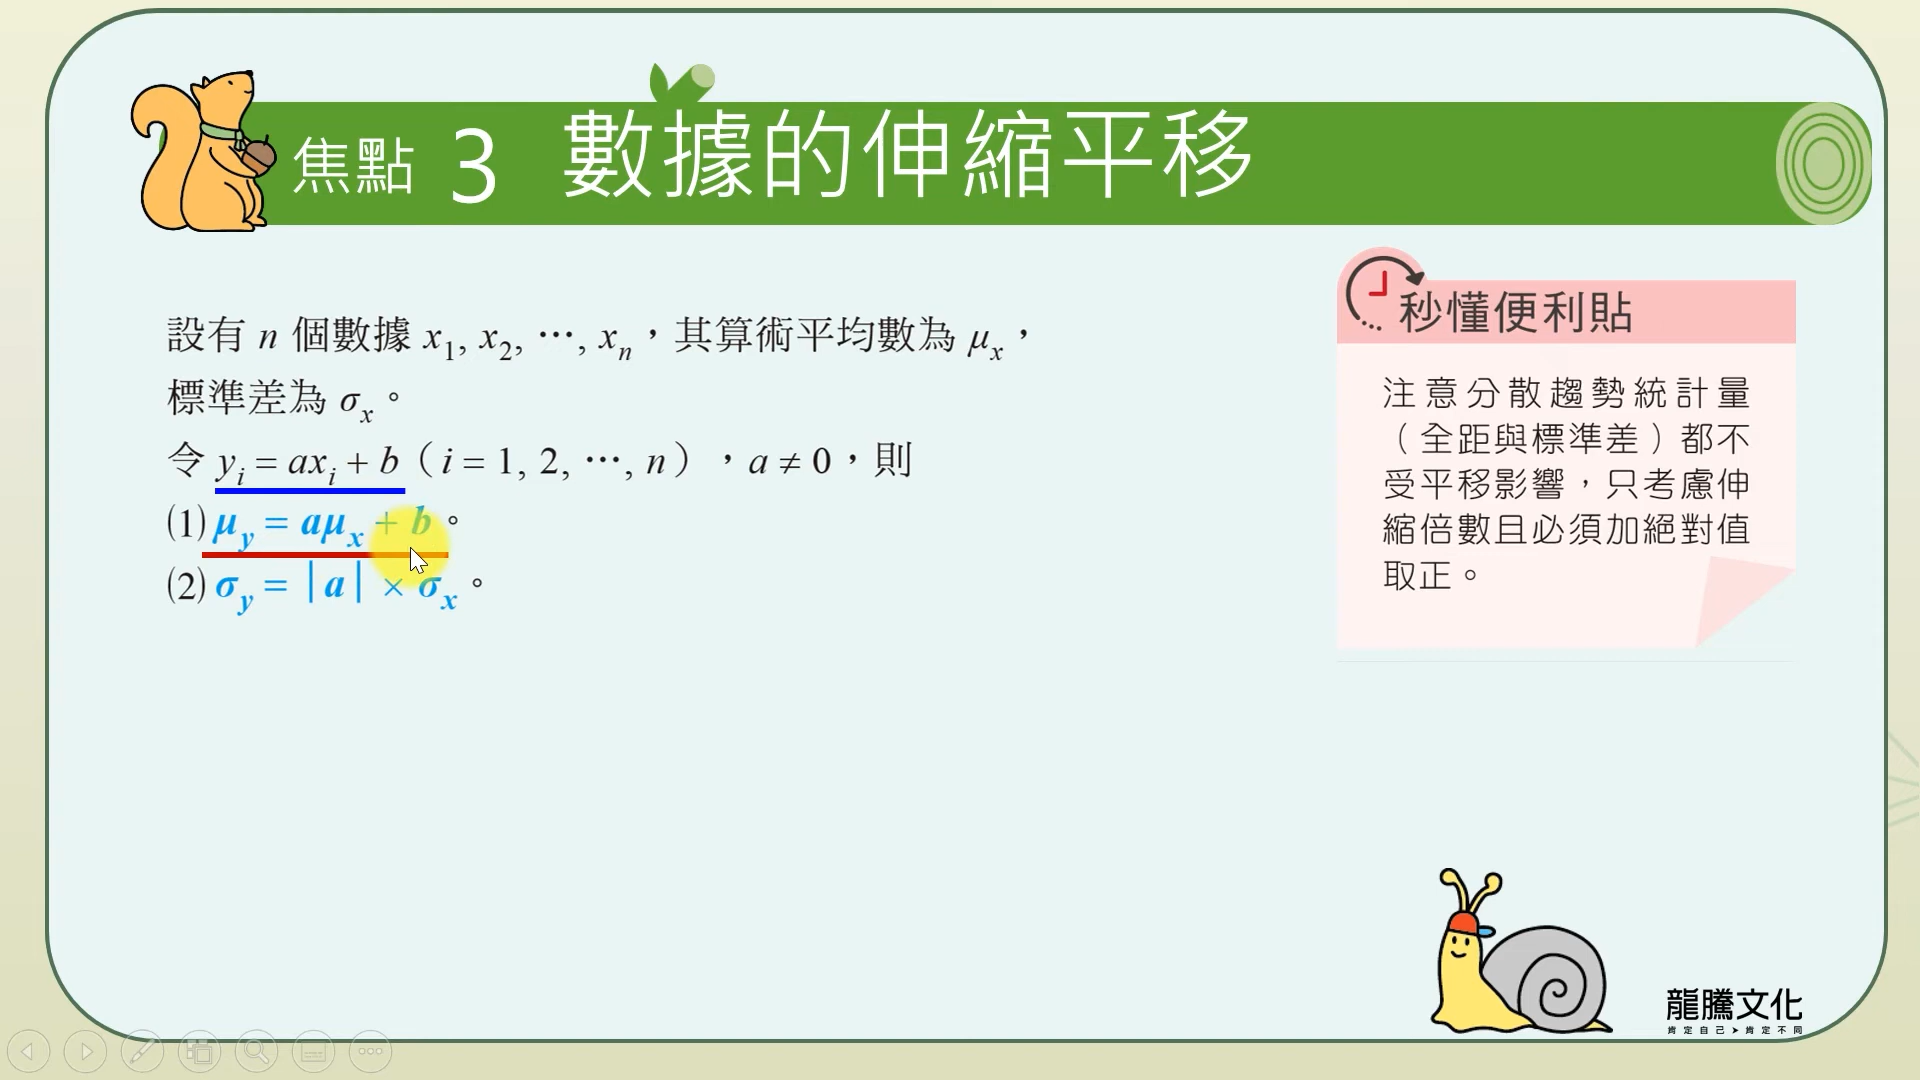 焦點 3 數據的伸縮平移
設有 n 個數據 x₁, x₂, …, xₙ，其算術平均數為 μₓ，
標準差為 σₓ。
令 yᵢ = axᵢ + b（i = 1, 2, …, n），a ≠ 0，則
(1) μ_y = aμₓ + b。
(2) σ_y = |a| × σₓ。
秒懂便利貼
注意分散趨勢統計量
（全距與標準差）都不
受平移影響，只考慮伸
縮倍數且必須加絕對值
取正。
龍騰文化
肯定自己➤肯定不同